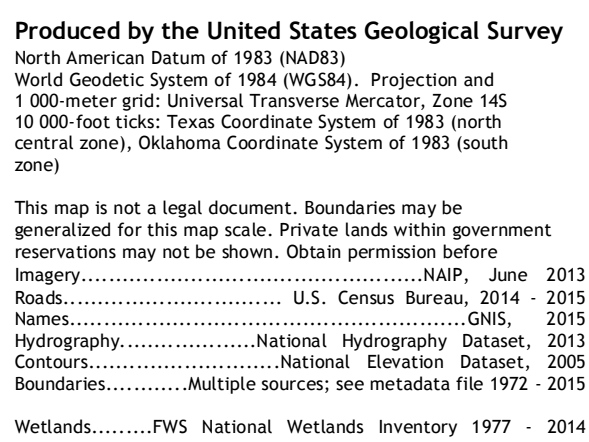 Produced by the United States Geological Survey
North American Datum of 1983 (NAD83)
World Geodetic System of 1984 (WGS84). Projection and
1 000-meter grid: Universal Transverse Mercator, Zone 14S
10 000-foot ticks: Texas Coordinate System of 1983 (north
central zone), Oklahoma Coordinate System of 1983 (south
zone)
This map is not a legal document. Boundaries may be
generalized for this map scale. Private lands within government
reservations may not be shown. Obtain permission before
Imagery..................................................NAIP, June 2013
Roads................................ U.S. Census Bureau, 2014 - 2015
Names..........................................................GNIS, 2015
Hydrography....................National Hydrography Dataset, 2013
Contours............................National Elevation Dataset, 2005
Boundaries............Multiple sources; see metadata file 1972 - 2015
Wetlands.........FWS National Wetlands Inventory 1977 - 2014